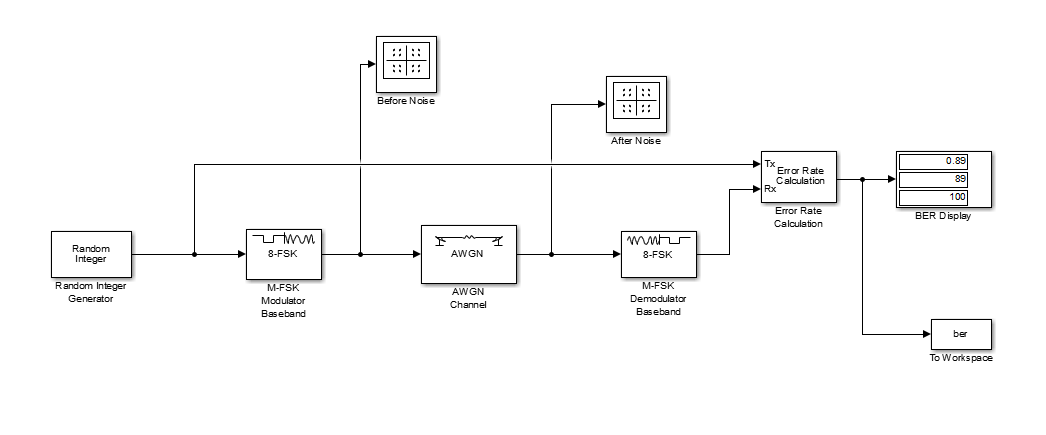 Before Noise
After Noise
Tx
Rx
Error Rate
Calculation
Error Rate
Calculation
0.89
89
100
BER Display
Random
Integer
Random Integer
Generator
8-FSK
M-FSK
Modulator
Baseband
AWGN
AWGN
Channel
8-FSK
M-FSK
Demodulator
Baseband
ber
To Workspace